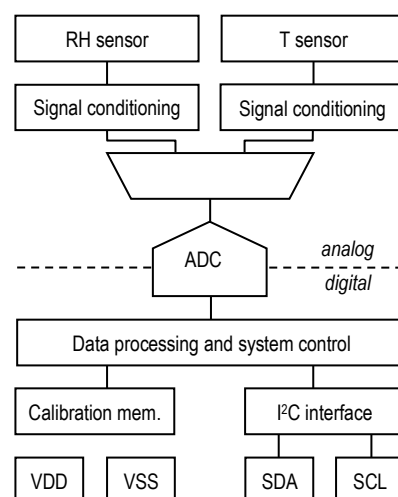 RH sensor
T sensor
Signal conditioning
Signal conditioning
ADC
analog
digital
Data processing and system control
Calibration mem.
I²C interface
VDD
VSS
SDA
SCL